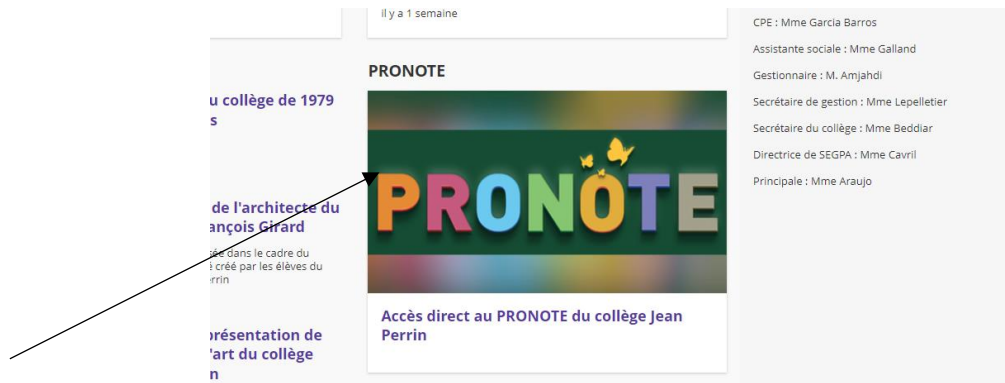 il y a 1 semaine
u collège de 1979
s
de l'architecte du
ançois Girard
ée dans le cadre du
é créé par les élèves du
errin
présentation de
'art du collège
n
PRONOTE
PRONOTE
Accès direct au PRONOTE du collège Jean
Perrin
CPE : Mme Garcia Barros
Assistante sociale : Mme Galland
Gestionnaire : M. Amjahdi
Secrétaire de gestion : Mme Lepelletier
Secrétaire du collège : Mme Beddiar
Directrice de SEGPA : Mme Cavril
Principale : Mme Araujo